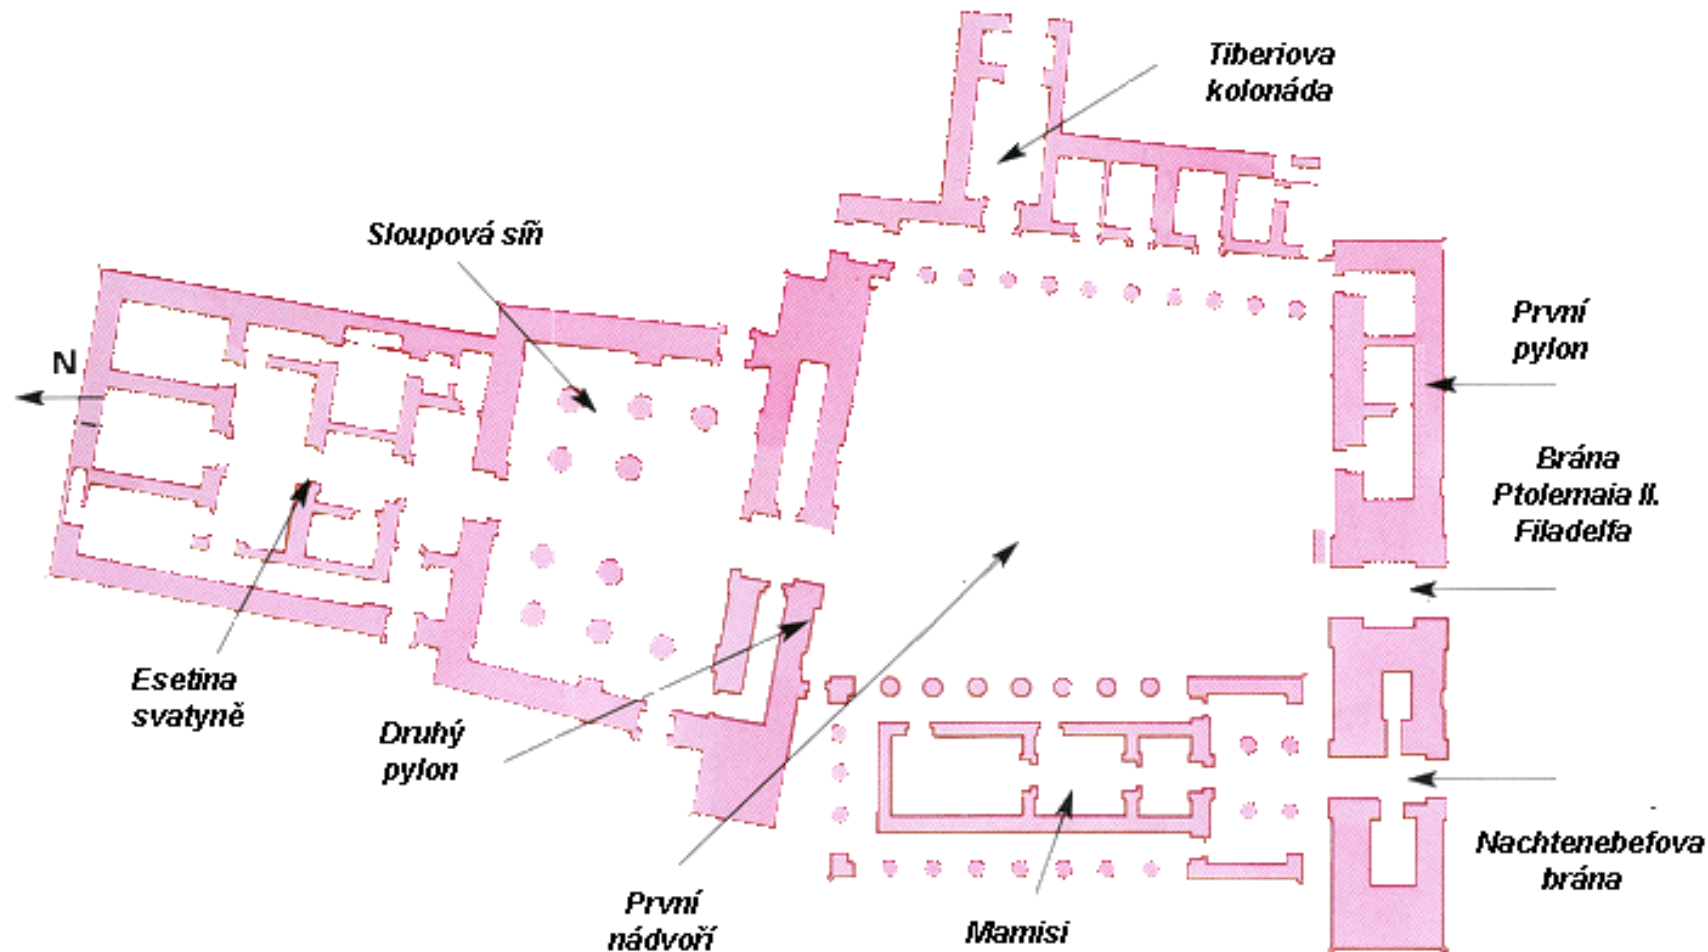 Tiberiova
kolonáda
Sloupová síň
N
První
pylon
Brána
Ptolemaia II.
Filadelfa
Esetina
svatyně
Druhý
pylon
Nachtenebefova
brána
První
nádvoří
Mamisi